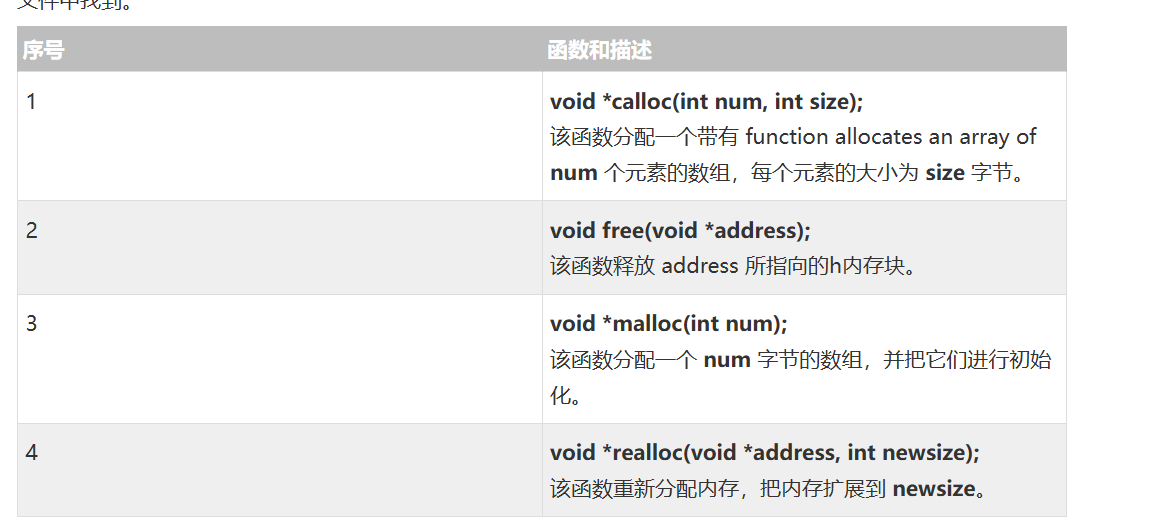 文件中找到。
序号 函数和描述
1 void *calloc(int num, int size);
该函数分配一个带有 function allocates an array of
num 个元素的数组，每个元素的大小为 size 字节。
2 void free(void *address);
该函数释放 address 所指向的h内存块。
3 void *malloc(int num);
该函数分配一个 num 字节的数组，并把它们进行初始
化。
4 void *realloc(void *address, int newsize);
该函数重新分配内存，把内存扩展到 newsize。